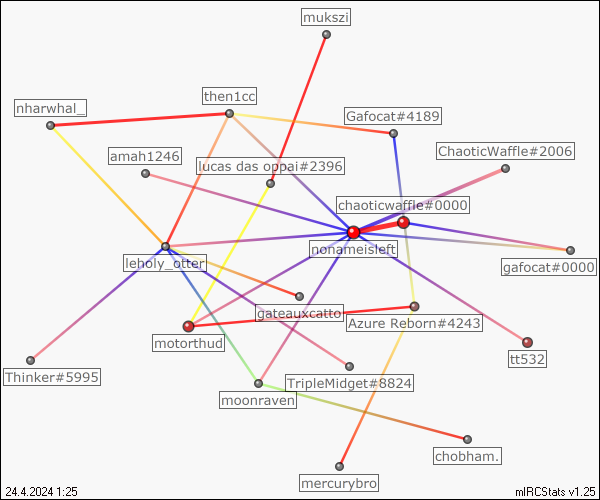 mukszi
then1cc
nharwhal_
Gafocat#4189
amah1246
ChaoticWaffle#2006
lucas das oppai#2396
chaoticwaffle#0000
nonameisleft
leholy_otter
gafocat#0000
gateauxcatto
Azure Reborn#4243
motorthud
tt532
Thinker#5995
TripleMidget#8824
moonraven
chobham.
mercurybro
24.4.2024 1:25
mIRCStats v1.25